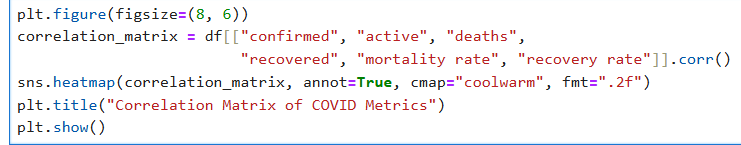 plt.figure(figsize=(8, 6))
correlation_matrix = df[["confirmed", "active", "deaths",
                         "recovered", "mortality rate", "recovery rate"]].corr()
sns.heatmap(correlation_matrix, annot=True, cmap="coolwarm", fmt=".2f")
plt.title("Correlation Matrix of COVID Metrics")
plt.show()